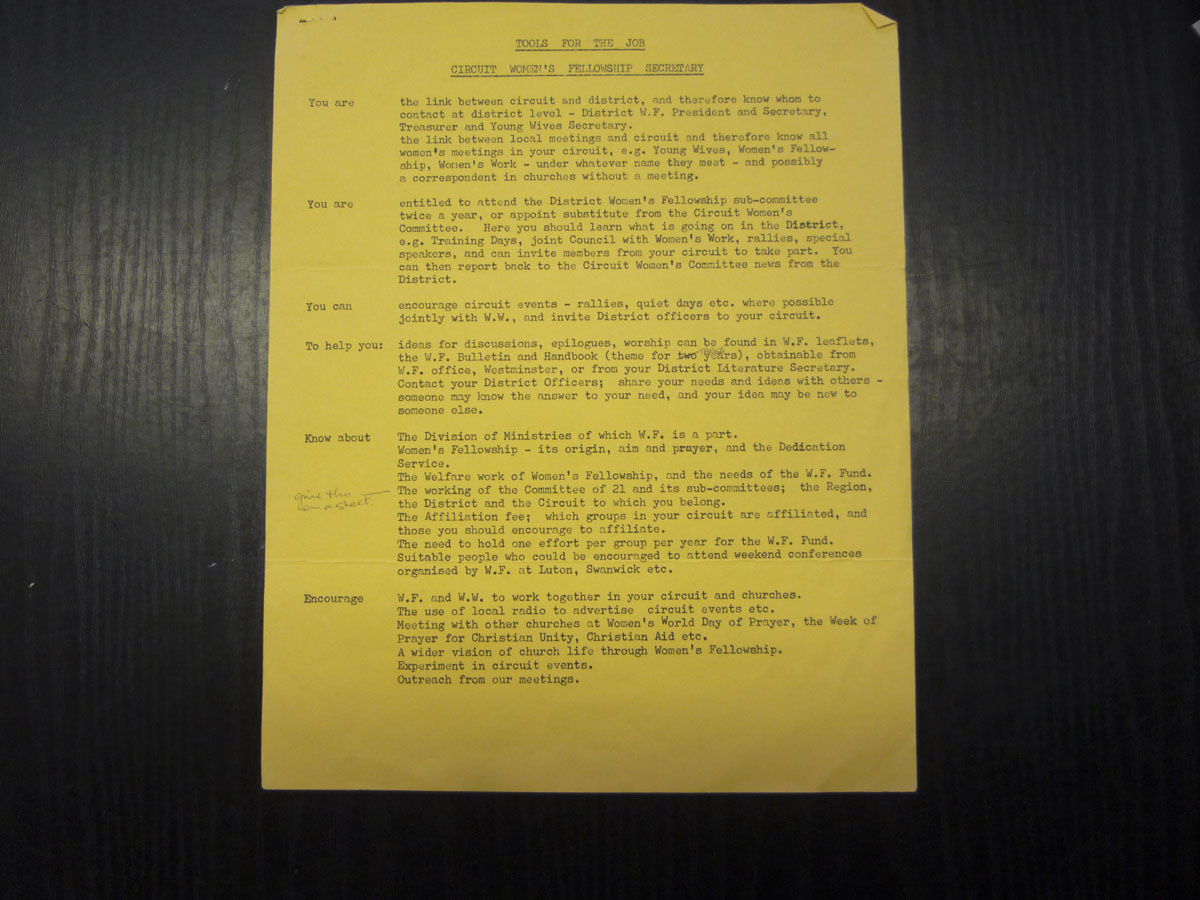 TOOLS FOR THE JOB
CIRCUIT WOMEN'S FELLOWSHIP SECRETARY
You are the link between circuit and district, and therefore know whom to
contact at district level - District W.F. President and Secretary,
Treasurer and Young Wives Secretary.
the link between local meetings and circuit and therefore know all
women's meetings in your circuit, e.g. Young Wives, Women's Fellow-
ship, Women's Work - under whatever name they meet - and possibly
a correspondent in churches without a meeting.
You are entitled to attend the District Women's Fellowship sub-committee
twice a year, or appoint substitute from the Circuit Women's
Committee. Here you should learn what is going on in the District,
e.g. Training Days, joint Council with Women's Work, rallies, special
speakers, and can invite members from your circuit to take part. You
can then report back to the Circuit Women's Committee news from the
District.
You can encourage circuit events - rallies, quiet days etc. where possible
jointly with W.W., and invite District officers to your circuit.
To help you: ideas for discussions, epilogues, worship can be found in W.F. leaflets,
the W.F. Bulletin and Handbook (theme for two years), obtainable from
W.F. office, Westminster, or from your District Literature Secretary.
Contact your District Officers; share your needs and ideas with others -
someone may know the answer to your need, and your idea may be new to
someone else.
Know about The Division of Ministries of which W.F. is a part.
Women's Fellowship - its origin, aim and prayer, and the Dedication
Service.
The Welfare work of Women's Fellowship, and the needs of the W.F. Fund.
give this
on a sheet.
The working of the Committee of 21 and its sub-committees; the Region,
the District and the Circuit to which you belong.
The Affiliation fee; which groups in your circuit are affiliated, and
those you should encourage to affiliate.
The need to hold one effort per group per year for the W.F. Fund.
Suitable people who could be encouraged to attend weekend conferences
organised by W.F. at Luton, Swanwick etc.
Encourage W.F. and W.W. to work together in your circuit and churches.
The use of local radio to advertise circuit events etc.
Meeting with other churches at Women's World Day of Prayer, the Week of
Prayer for Christian Unity, Christian Aid etc.
A wider vision of church life through Women's Fellowship.
Experiment in circuit events.
Outreach from our meetings.